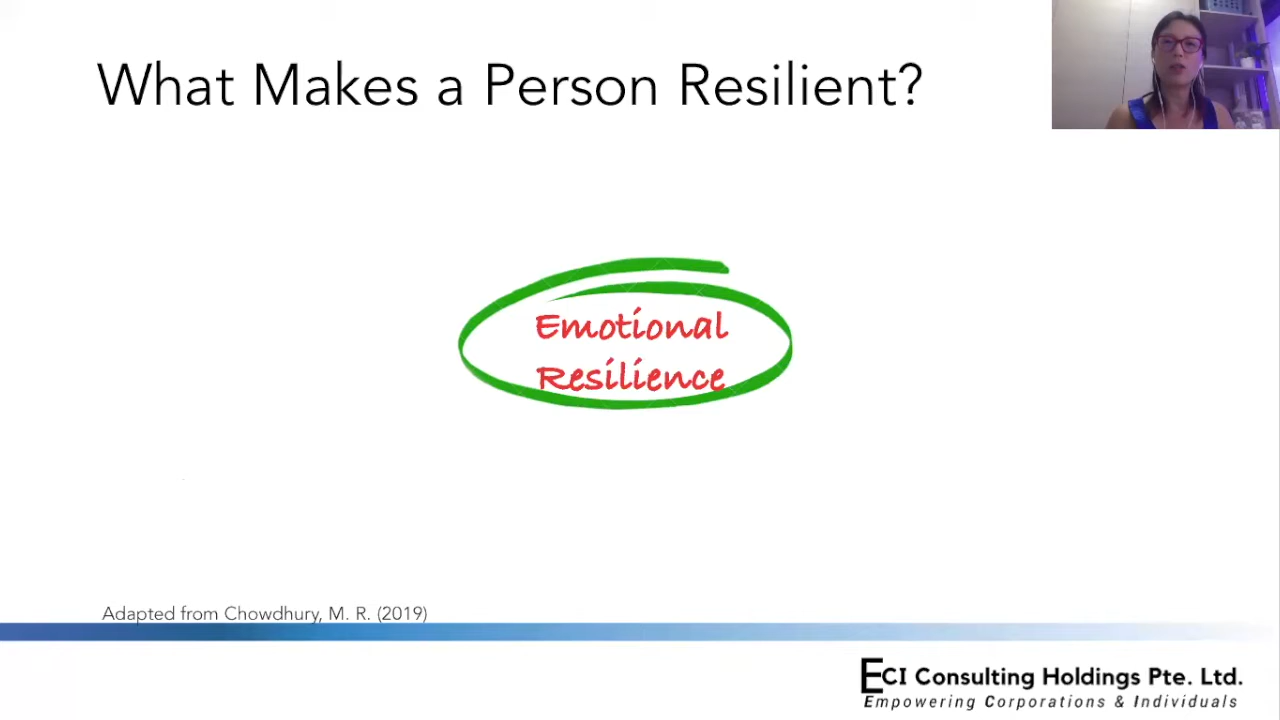 What Makes a Person Resilient?
Emotional
Resilience
Adapted from Chowdhury, M. R. (2019)
ECI Consulting Holdings Pte. Ltd.
Empowering Corporations & Individuals